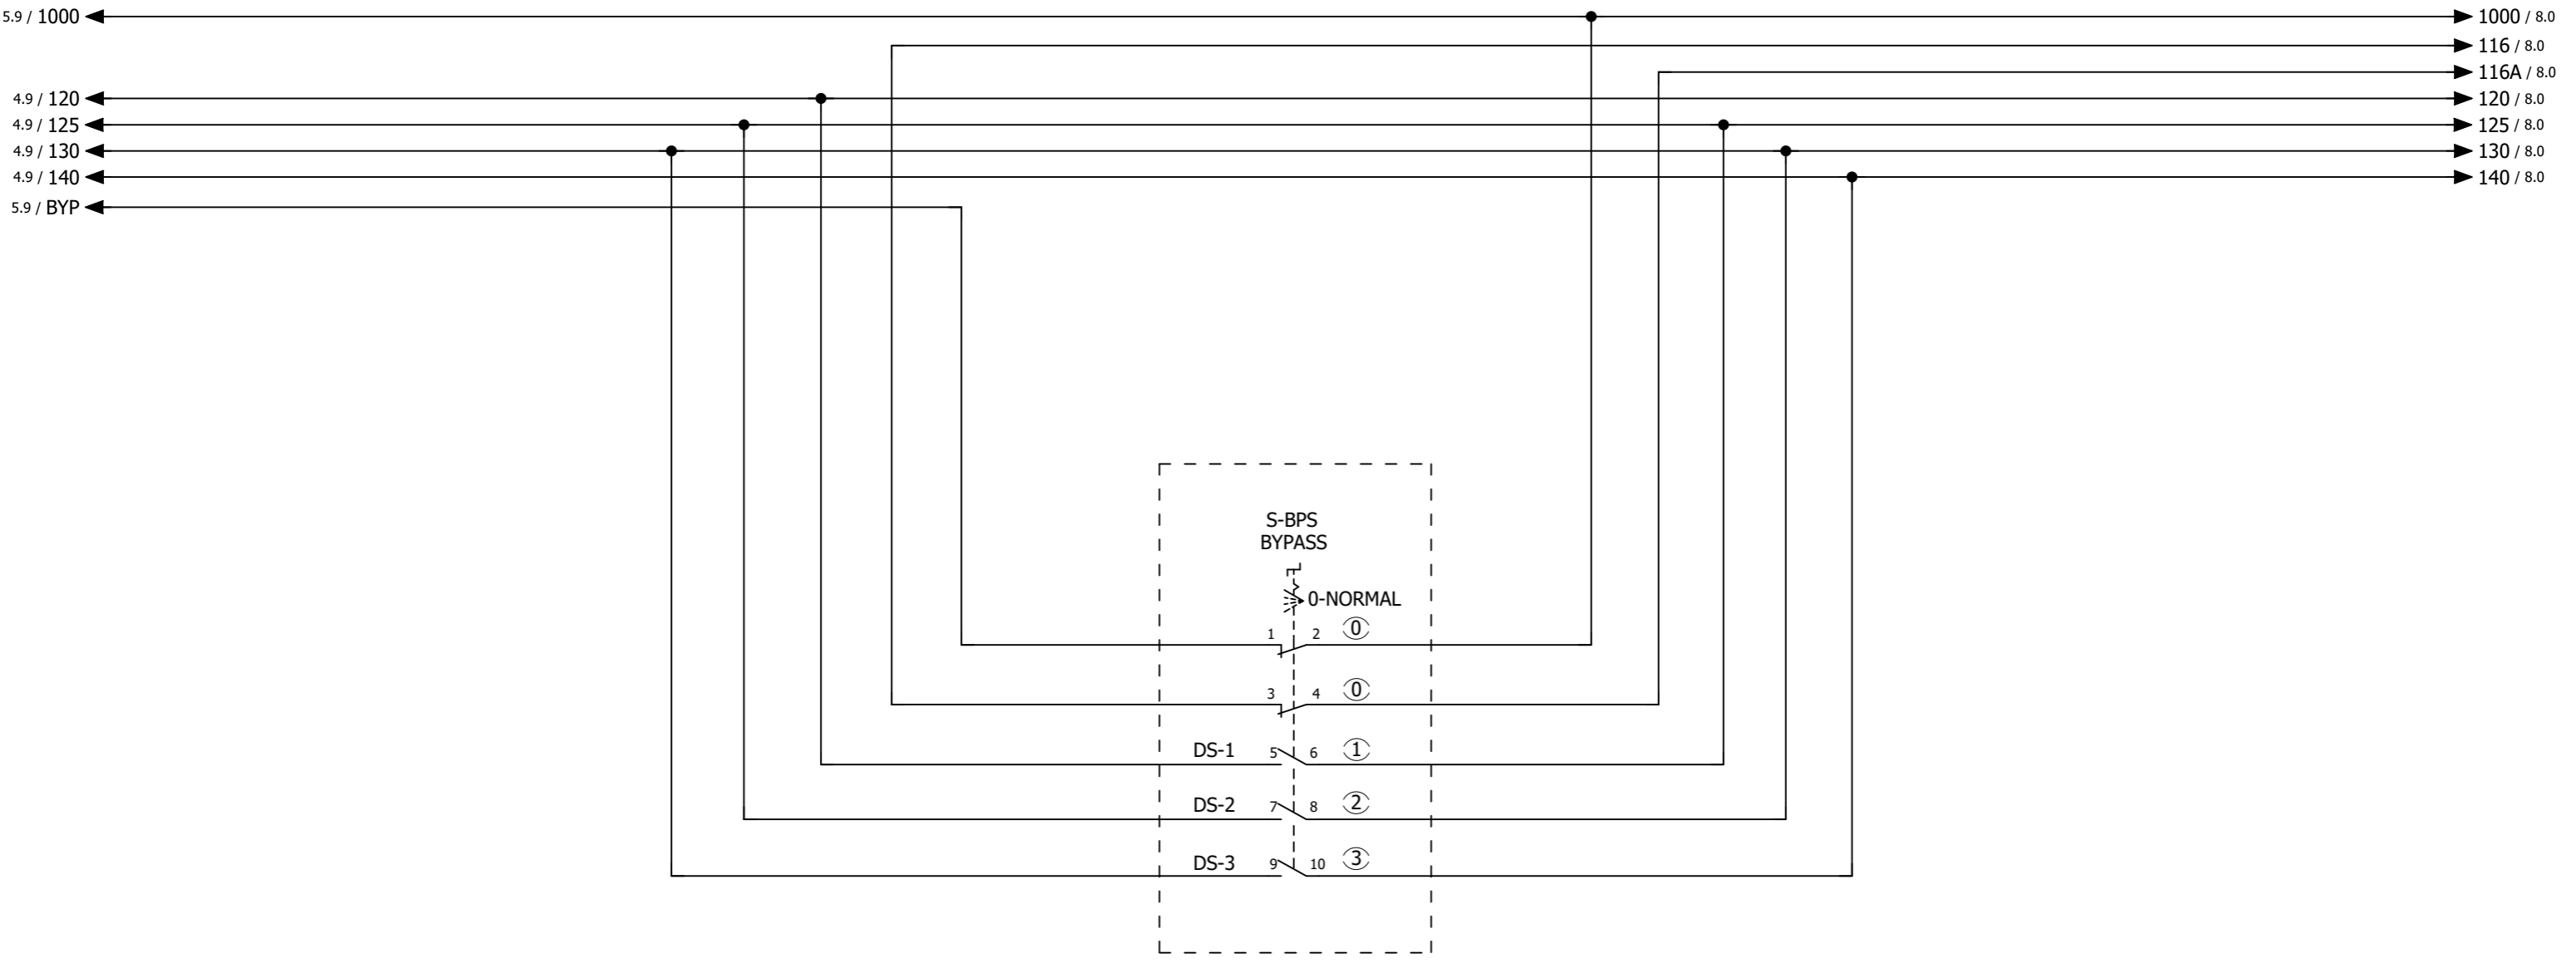 5.9 / 1000
1000 / 8.0
116 / 8.0
116A / 8.0
4.9 / 120
120 / 8.0
4.9 / 125
125 / 8.0
4.9 / 130
130 / 8.0
4.9 / 140
140 / 8.0
5.9 / BYP
S-BPS
BYPASS
0-NORMAL
1 2 0
3 4 0
DS-1 5 6 1
DS-2 7 8 2
DS-3 9 10 3